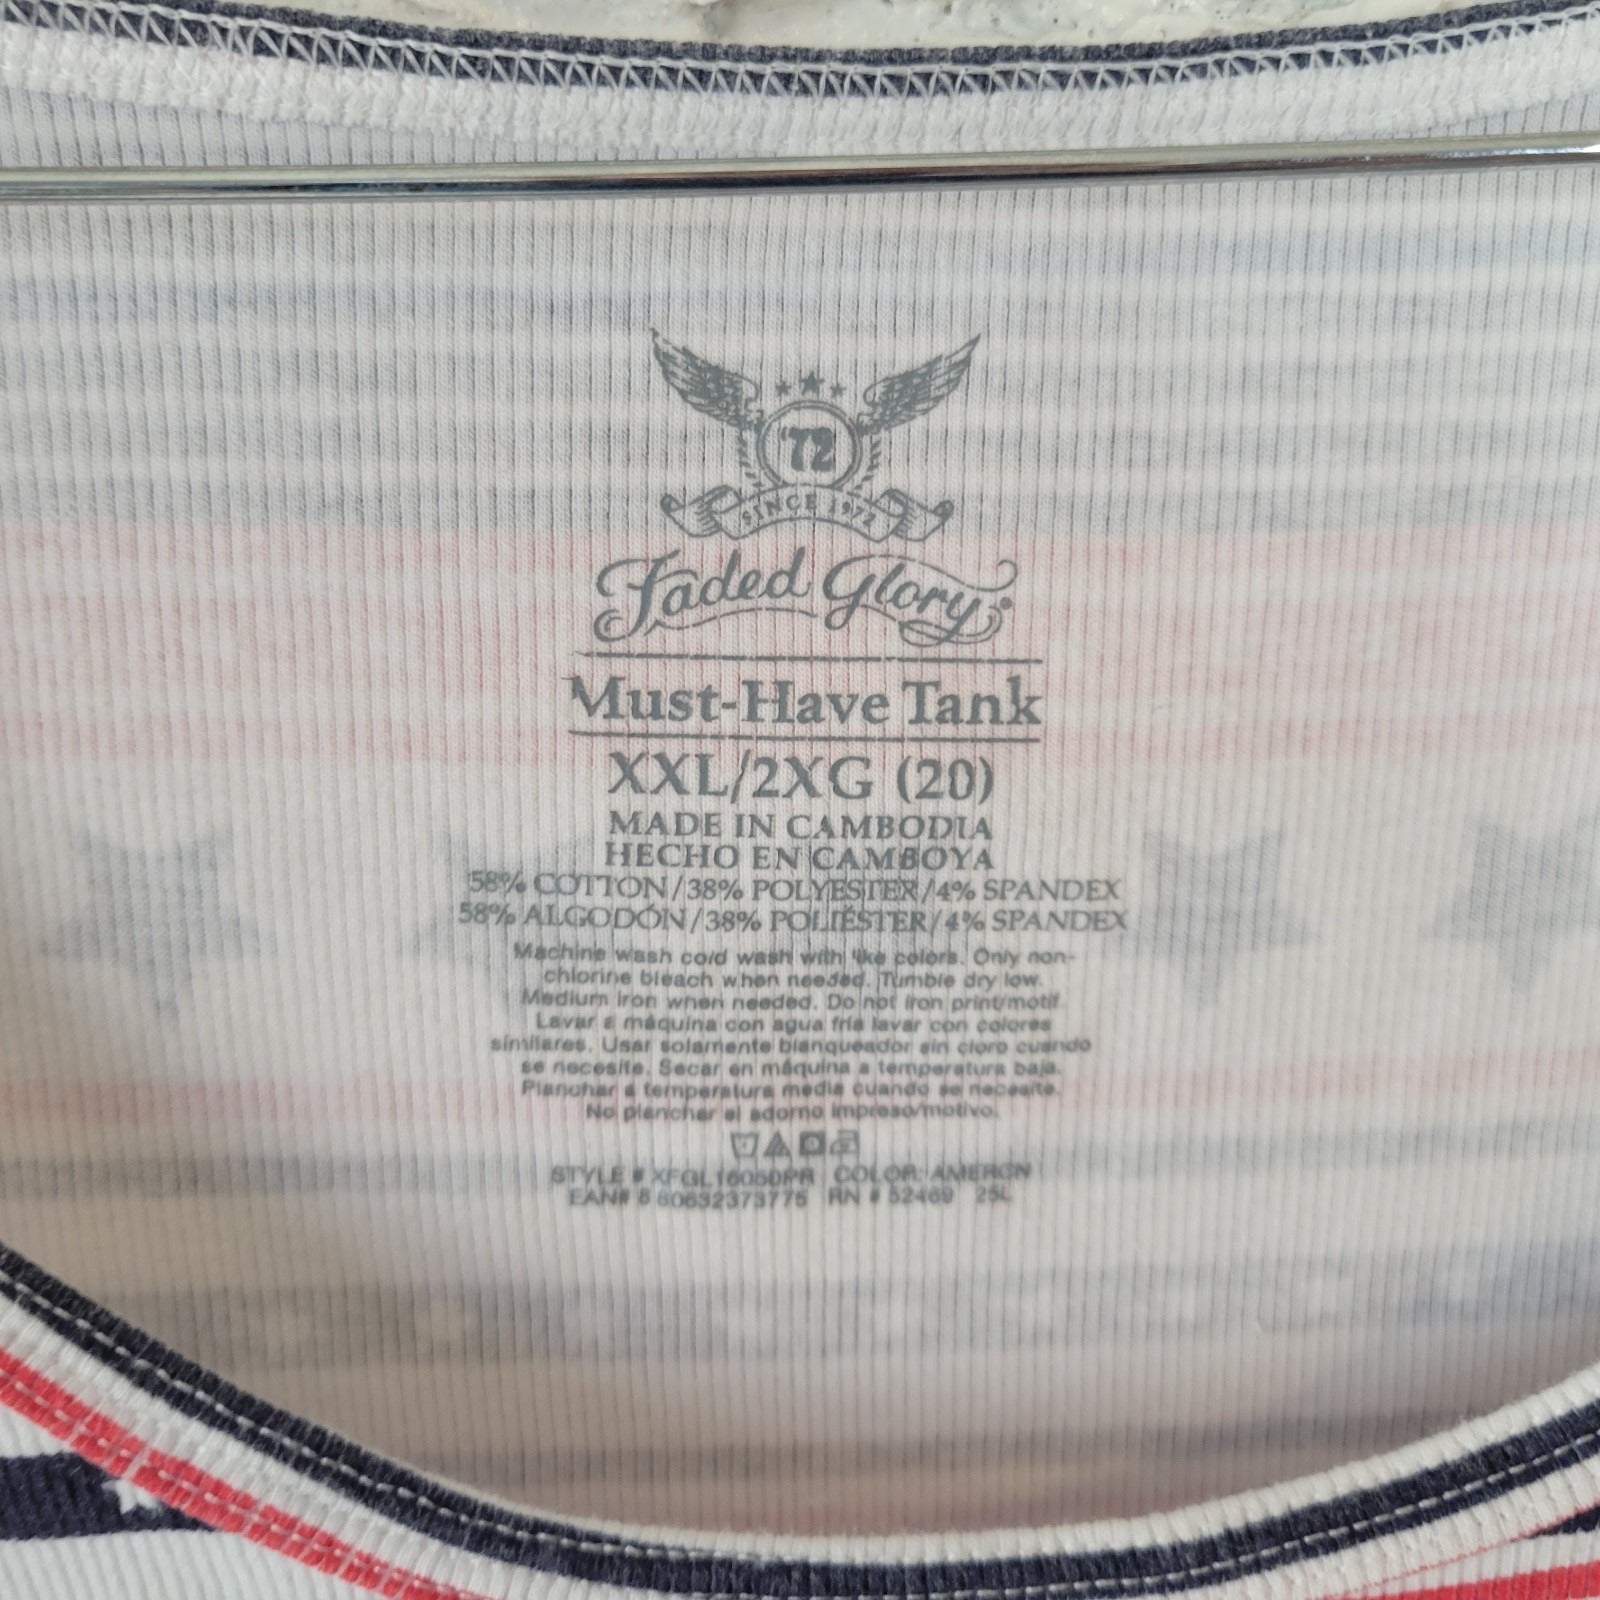 '72
SINCE 1972
Faded Glory
Must-Have Tank
XXL/2XG (20)
MADE IN CAMBODIA
HECHO EN CAMBOYA
58% COTTON/38% POLYESTER/4% SPANDEX
58% ALGODÓN/38% POLIÉSTER/4% SPANDEX
Machine wash cold wash with like colors. Only non-
chlorine bleach when needed. Tumble dry low.
Medium iron when needed. Do not iron print/motif.
Lavar a máquina con agua fría lavar con colores
similares. Usar solamente blanqueador sin cloro cuando
se necesite. Secar en máquina a temperatura baja.
Planchar a temperatura media cuando se necesite.
No planchar el adorno impreso/motivo.
STYLE # XFGL16050PR COLOR: AMERCN
EAN# 8 80632373775 RN # 52469 25L